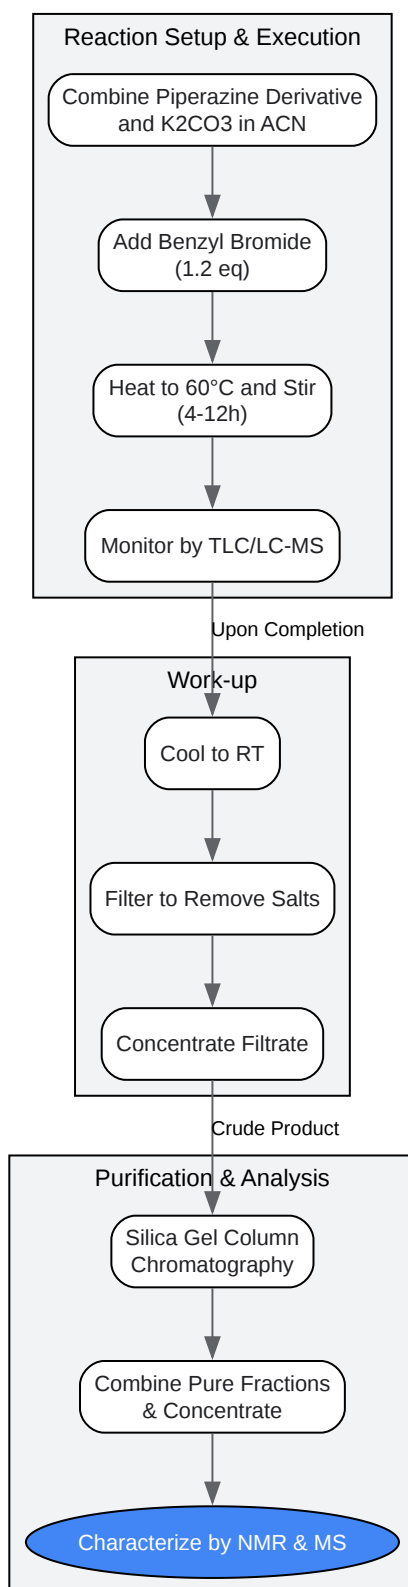 Reaction Setup & Execution
Combine Piperazine Derivative
and K2CO3 in ACN
Add Benzyl Bromide
(1.2 eq)
Heat to 60°C and Stir
(4-12h)
Monitor by TLC/LC-MS
Upon Completion
Work-up
Cool to RT
Filter to Remove Salts
Concentrate Filtrate
Crude Product
Purification & Analysis
Silica Gel Column
Chromatography
Combine Pure Fractions
& Concentrate
Characterize by NMR & MS